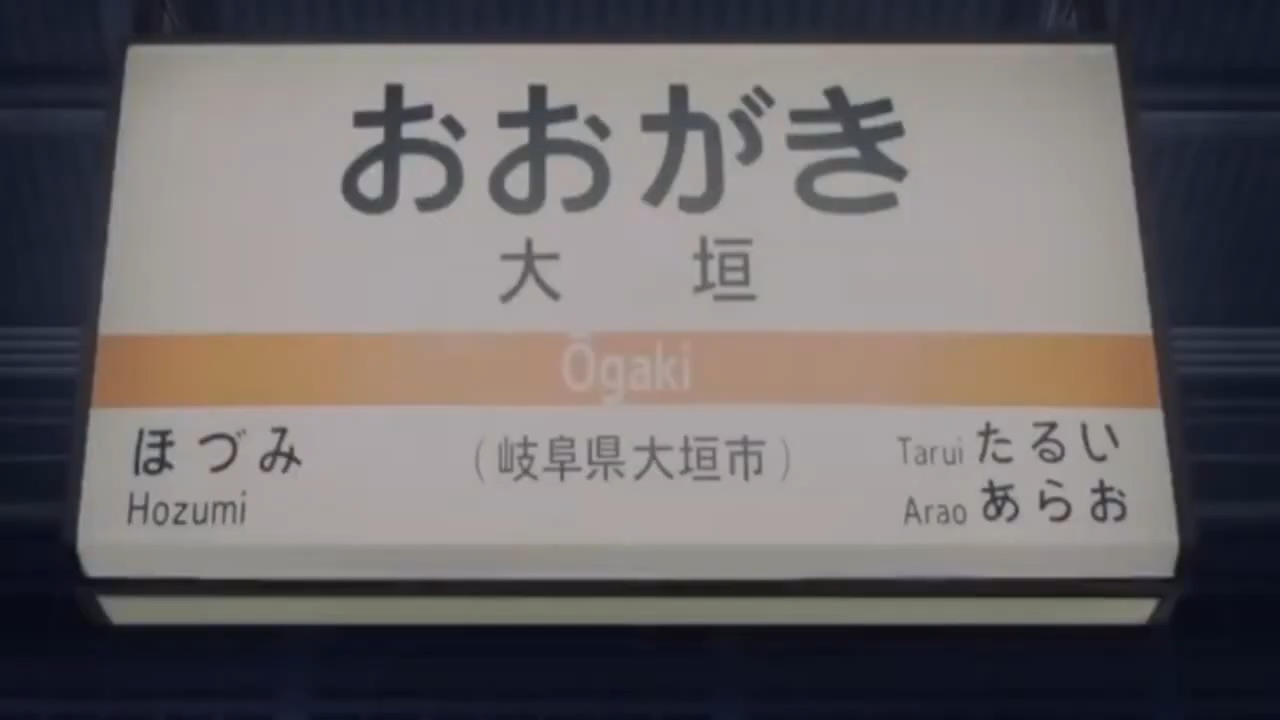 おおがき
大垣
Ōgaki
ほづみ
Hozumi
(岐阜県大垣市)
Tarui たるい
Arao あらお